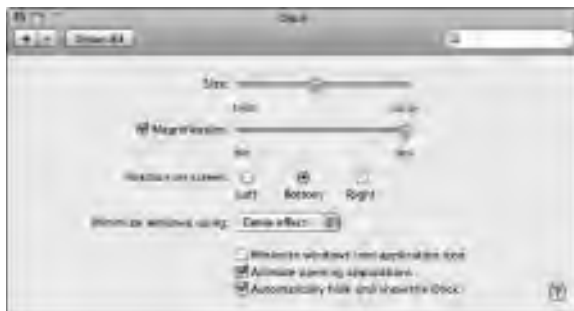 Dock
Show All
Size:
Small Large
Magnification:
Min Max
Position on screen:
Left Bottom Right
Minimize windows using: Genie effect
Minimize windows into application icon
Animate opening applications
Automatically hide and show the Dock
?